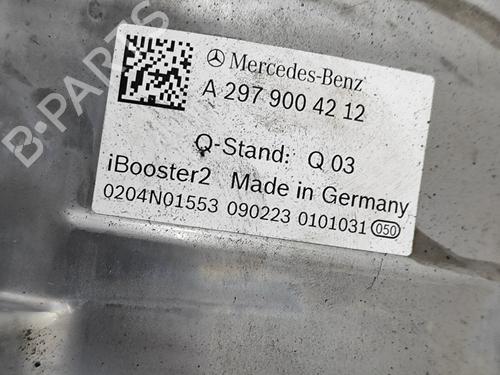 Mercedes-Benz
A 297 900 42 12
Q-Stand: Q 03
iBooster2 Made in Germany
0204N01553 090223 0101031 050
B-PARTS